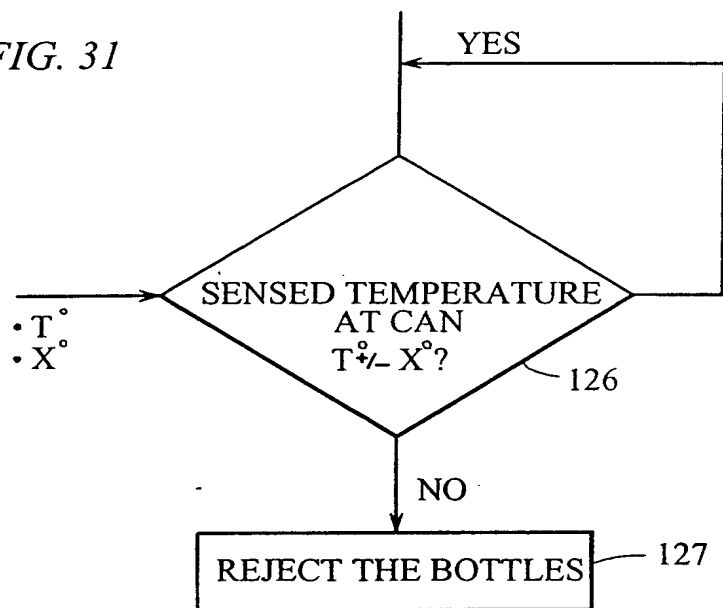 FIG. 31
YES
SENSED TEMPERATURE
AT CAN
T°+/- X°?
• T°
• X°
126
NO
REJECT THE BOTTLES
127